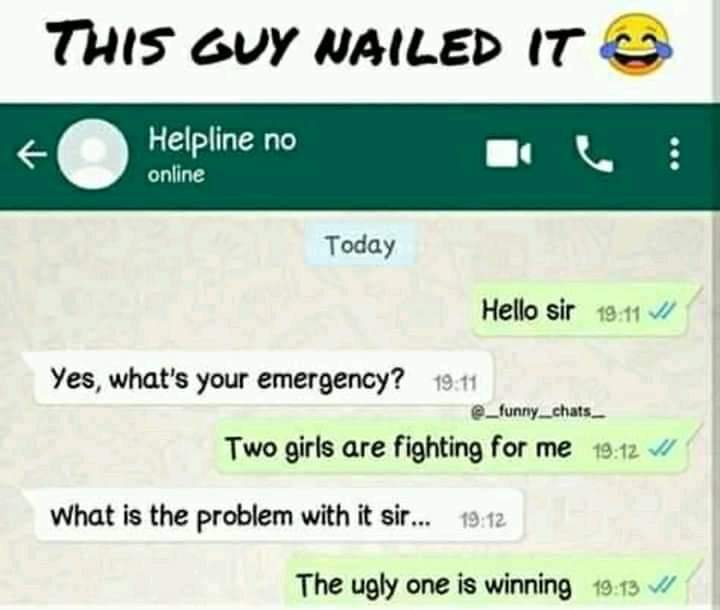 THIS GUY NAILED IT 😂
Helpline no
online
Today
Hello sir 19:11
Yes, what's your emergency? 19:11
@_funny_chats_
Two girls are fighting for me 19:12
What is the problem with it sir... 19:12
The ugly one is winning 19:13